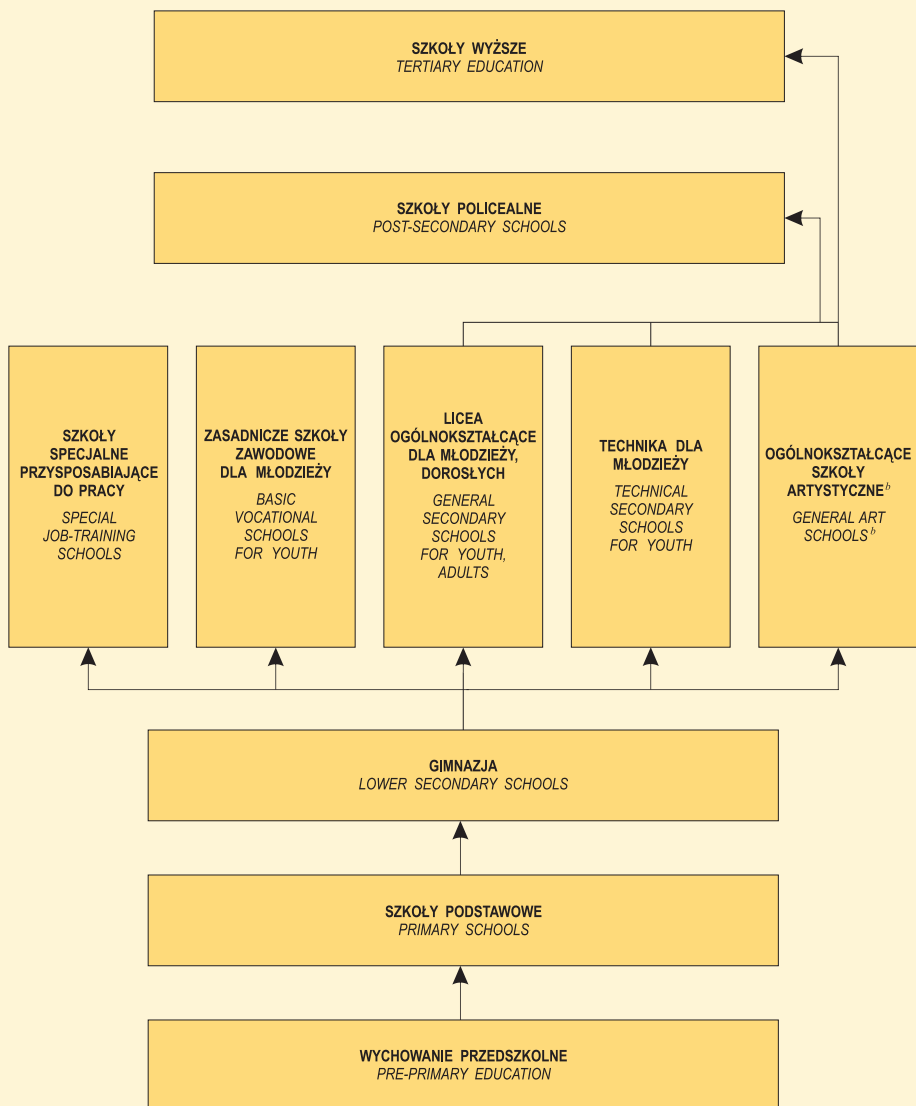 SZKOŁY WYŻSZE
TERTIARY EDUCATION
SZKOŁY POLICEALNE
POST-SECONDARY SCHOOLS
SZKOŁY
SPECJALNE
PRZYSPOSABIAJĄCE
DO PRACY
SPECIAL
JOB-TRAINING
SCHOOLS
ZASADNICZE SZKOŁY
ZAWODOWE
DLA MŁODZIEŻY
BASIC
VOCATIONAL
SCHOOLS
FOR YOUTH
LICEA
OGÓLNOKSZTAŁCĄCE
DLA MŁODZIEŻY,
DOROSŁYCH
GENERAL
SECONDARY
SCHOOLS
FOR YOUTH,
ADULTS
TECHNIKA DLA
MŁODZIEŻY
TECHNICAL
SECONDARY
SCHOOLS
FOR YOUTH
OGÓLNOKSZTAŁCĄCE
SZKOŁY
ARTYSTYCZNE b
GENERAL ART
SCHOOLS b
GIMNAZJA
LOWER SECONDARY SCHOOLS
SZKOŁY PODSTAWOWE
PRIMARY SCHOOLS
WYCHOWANIE PRZEDSZKOLNE
PRE-PRIMARY EDUCATION